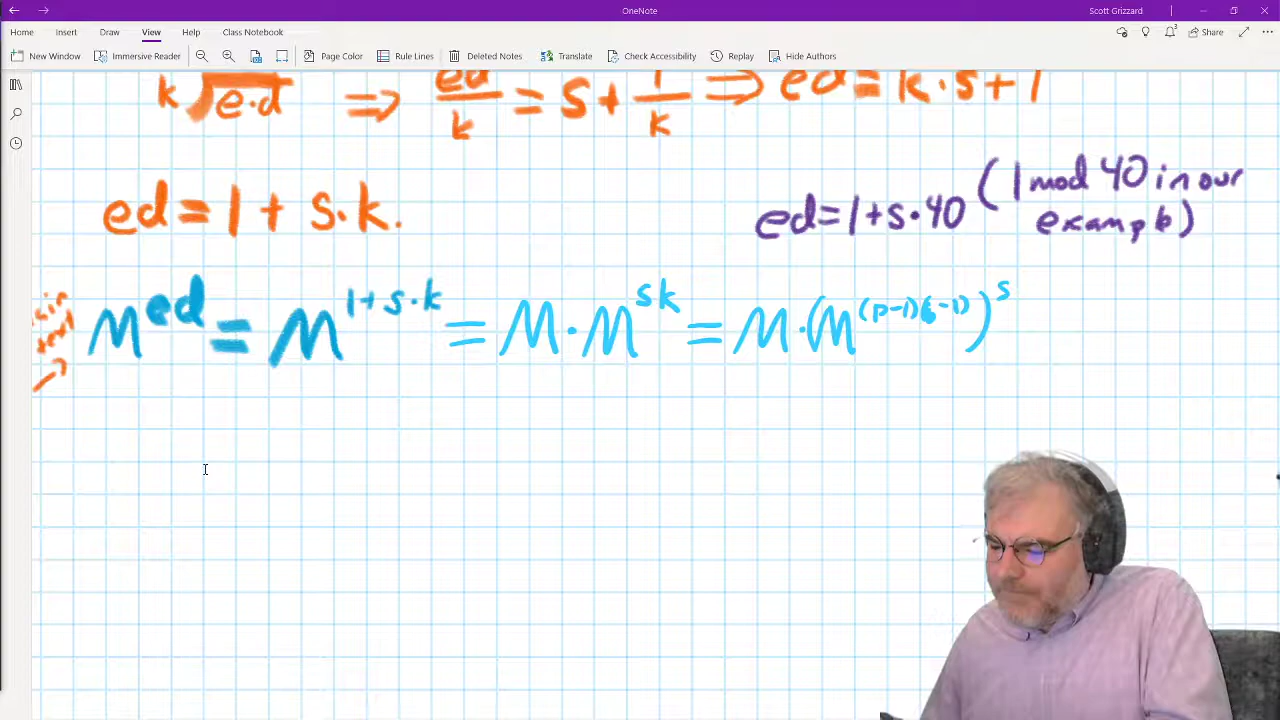 OneNote
Scott Grizzard
Home Insert Draw View Help Class Notebook
Share
New Window Immersive Reader Page Color Rule Lines Deleted Notes Translate Check Accessibility Replay Hide Authors
k√e·d ⇒ ed/k = s + 1/k ⇒ ed = k·s+1
ed = 1 + s·k.
ed=1+s·40 (1 mod 40 in our
example)
M^ed = M^1+s·k = M·M^sk = M·(M^(p-1)(q-1))^s